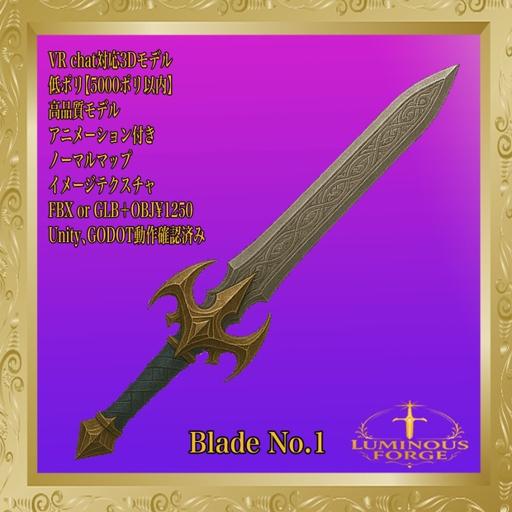 VR chat対応3Dモデル
低ポリ【5000ポリ以内】
高品質モデル
アニメーション付き
ノーマルマップ
イメージテクスチャ
FBX or GLB+OBJ¥1250
Unity、GODOT動作確認済み
Blade No.1
LUMINOUS
FORGE